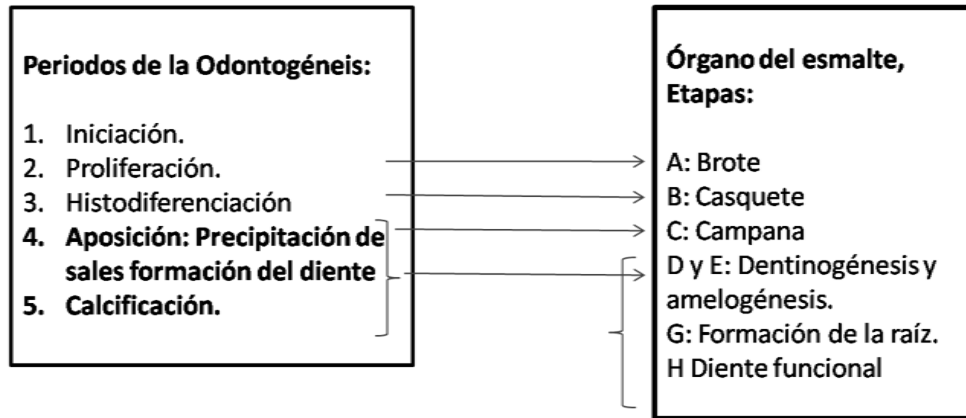 Periodos de la Odontogéneis:
1. Iniciación.
2. Proliferación.
3. Histodiferenciación
4. Aposición: Precipitación de
sales formación del diente
5. Calcificación.
Órgano del esmalte,
Etapas:
A: Brote
B: Casquete
C: Campana
D y E: Dentinogénesis y
amelogénesis.
G: Formación de la raíz.
H Diente funcional